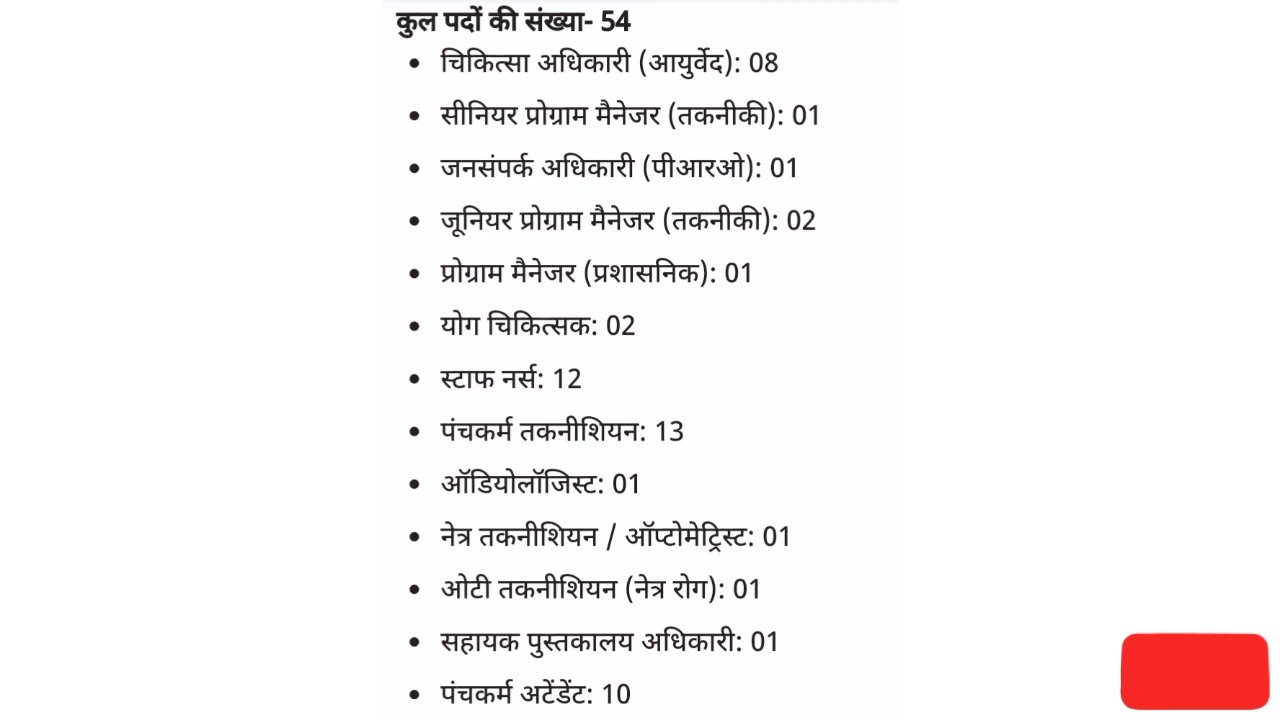 कुल पदों की संख्या- 54
• चिकित्सा अधिकारी (आयुर्वेद): 08
• सीनियर प्रोग्राम मैनेजर (तकनीकी): 01
• जनसंपर्क अधिकारी (पीआरओ): 01
• जूनियर प्रोग्राम मैनेजर (तकनीकी): 02
• प्रोग्राम मैनेजर (प्रशासनिक): 01
• योग चिकित्सक: 02
• स्टाफ नर्स: 12
• पंचकर्म तकनीशियन: 13
• ऑडियोलॉजिस्ट: 01
• नेत्र तकनीशियन / ऑप्टोमेट्रिस्ट: 01
• ओटी तकनीशियन (नेत्र रोग): 01
• सहायक पुस्तकालय अधिकारी: 01
• पंचकर्म अटेंडेंट: 10